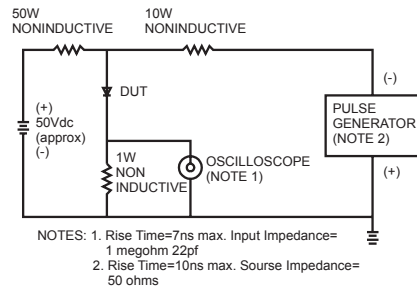 50W
NONINDUCTIVE
10W
NONINDUCTIVE
DUT
(+)
50Vdc
(approx)
(-)
1W
NON
INDUCTIVE
OSCILLOSCOPE
(NOTE 1)
(-)
PULSE
GENERATOR
(NOTE 2)
(+)
NOTES: 1. Rise Time=7ns max. Input Impedance=
1 megohm 22pf
2. Rise Time=10ns max. Sourse Impedance=
50 ohms